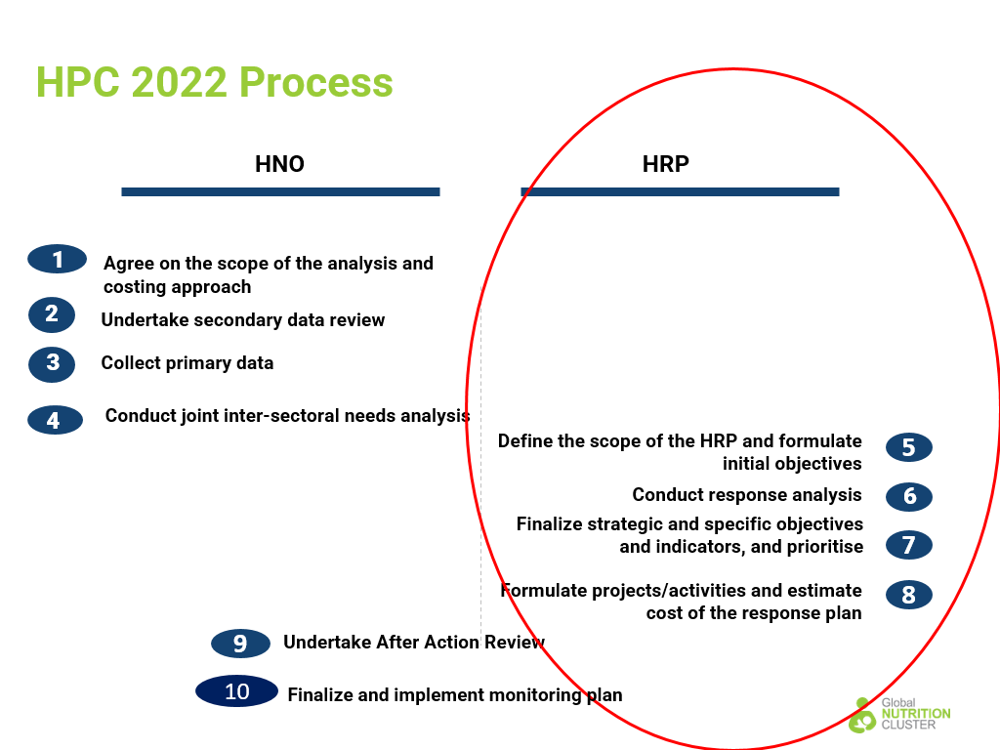 HPC 2022 Process
HNO
HRP
1
Agree on the scope of the analysis and
costing approach
2
Undertake secondary data review
3
Collect primary data
4
Conduct joint inter-sectoral needs analysis
Define the scope of the HRP and formulate
initial objectives
5
Conduct response analysis
6
Finalize strategic and specific objectives
and indicators, and prioritise
7
Formulate projects/activities and estimate
cost of the response plan
8
9
Undertake After Action Review
10
Finalize and implement monitoring plan
Global
NUTRITION
CLUSTER